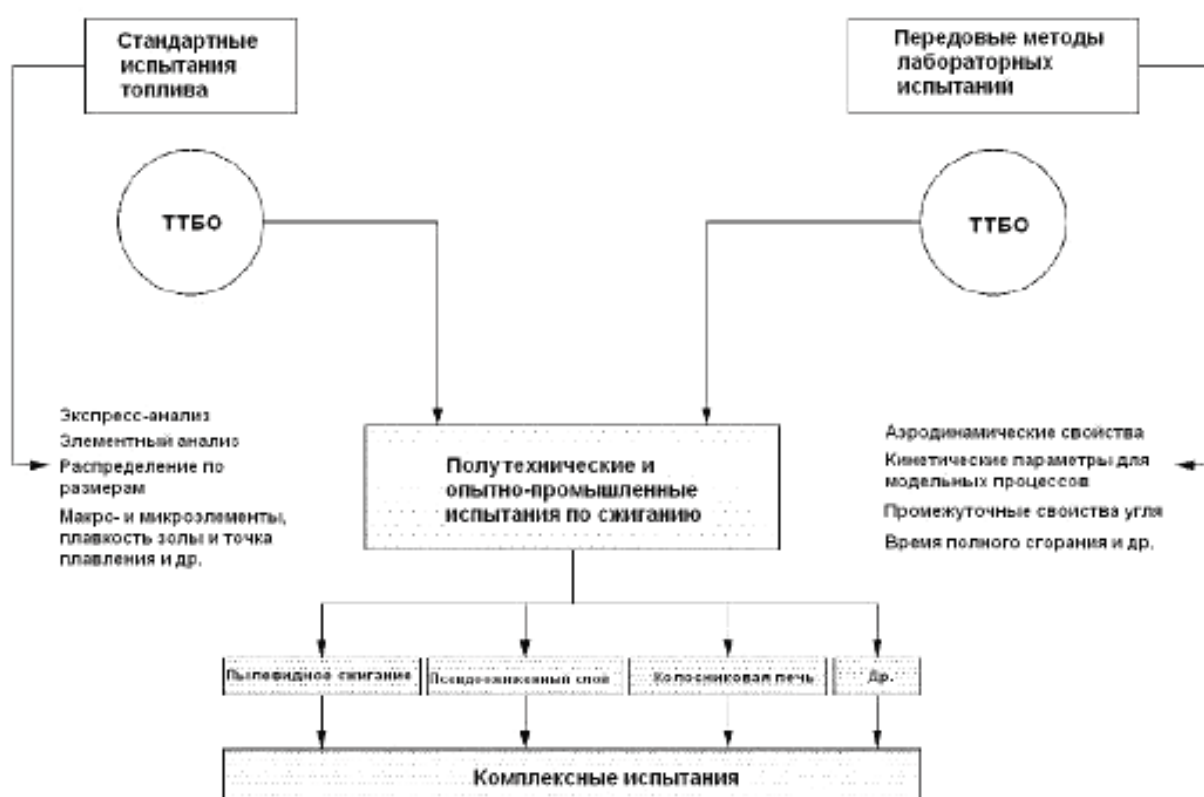 Стандартные
испытания
топлива
Передовые методы
лабораторных
испытаний
ТТБО
ТТБО
Экспресс-анализ
Элементный анализ
Распределение по
размерам
Макро- и микроэлементы,
плавкость золы и точка
плавления и др.
Полутехнические и
опытно-промышленные
испытания по сжиганию
Аэродинамические свойства
Кинетические параметры для
модельных процессов
Промежуточные свойства угля
Время полного сгорания и др.
Пылевидное сжигание
Псевдоожиженный слой
Колосниковая печь
Др.
Комплексные испытания